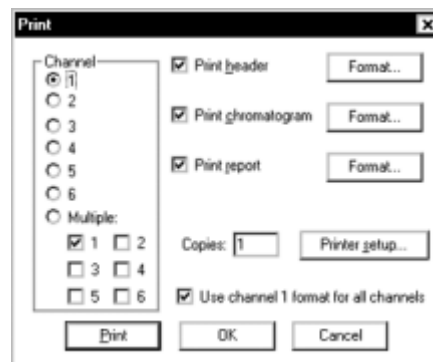 Print
Channel
1
2
3
4
5
6
Multiple:
1 2
3 4
5 6
Print header Format...
Print chromatogram Format...
Print report Format...
Copies: 1 Printer setup...
Use channel 1 format for all channels
Print OK Cancel